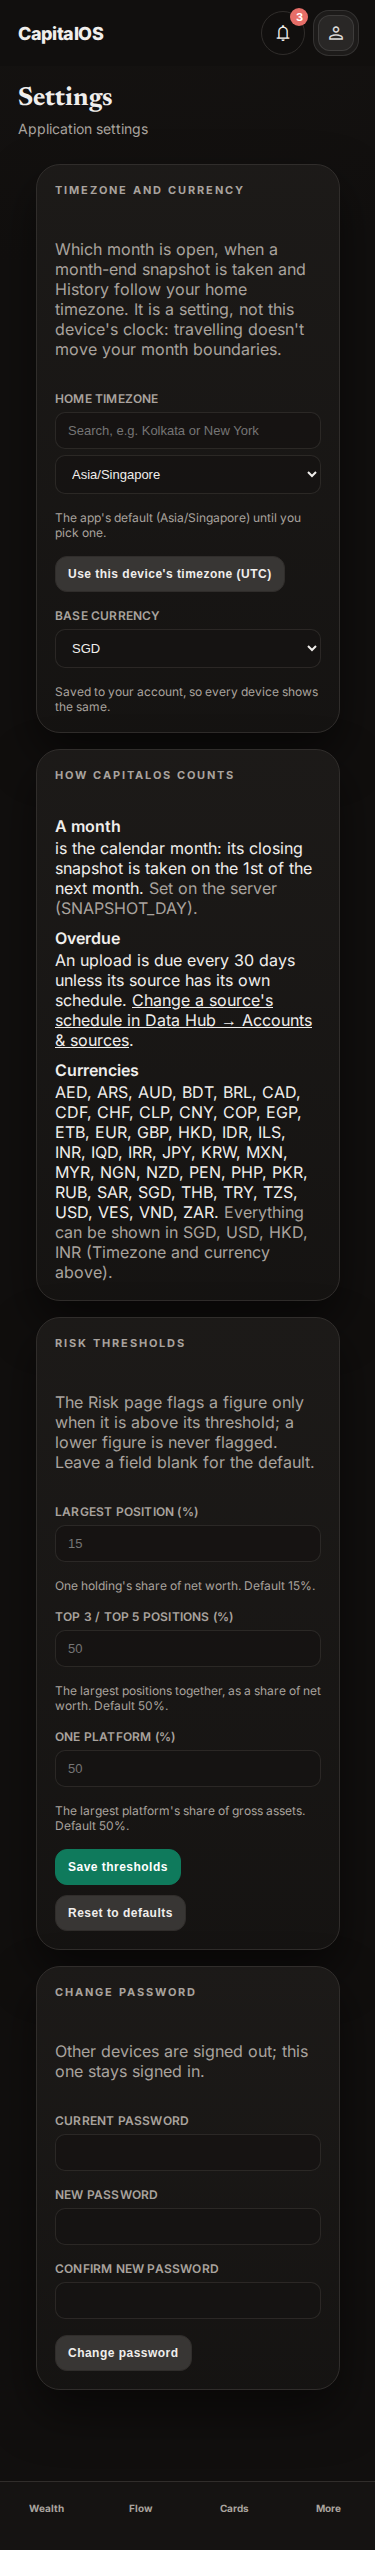 CapitalOS
3
Settings
Application settings
TIMEZONE AND CURRENCY
Which month is open, when a
month-end snapshot is taken and
History follow your home
timezone. It is a setting, not this
device's clock: travelling doesn't
move your month boundaries.
HOME TIMEZONE
Search, e.g. Kolkata or New York
Asia/Singapore
The app's default (Asia/Singapore) until you
pick one.
Use this device's timezone (UTC)
BASE CURRENCY
SGD
Saved to your account, so every device shows
the same.
HOW CAPITALOS COUNTS
A month
is the calendar month: its closing
snapshot is taken on the 1st of the
next month. Set on the server
(SNAPSHOT_DAY).
Overdue
An upload is due every 30 days
unless its source has its own
schedule. Change a source's
schedule in Data Hub → Accounts
& sources.
Currencies
AED, ARS, AUD, BDT, BRL, CAD,
CDF, CHF, CLP, CNY, COP, EGP,
ETB, EUR, GBP, HKD, IDR, ILS,
INR, IQD, IRR, JPY, KRW, MXN,
MYR, NGN, NZD, PEN, PHP, PKR,
RUB, SAR, SGD, THB, TRY, TZS,
USD, VES, VND, ZAR. Everything
can be shown in SGD, USD, HKD,
INR (Timezone and currency
above).
RISK THRESHOLDS
The Risk page flags a figure only
when it is above its threshold; a
lower figure is never flagged.
Leave a field blank for the default.
LARGEST POSITION (%)
15
One holding's share of net worth. Default 15%.
TOP 3 / TOP 5 POSITIONS (%)
50
The largest positions together, as a share of net
worth. Default 50%.
ONE PLATFORM (%)
50
The largest platform's share of gross assets.
Default 50%.
Save thresholds
Reset to defaults
CHANGE PASSWORD
Other devices are signed out; this
one stays signed in.
CURRENT PASSWORD
NEW PASSWORD
CONFIRM NEW PASSWORD
Change password
Wealth Flow Cards More